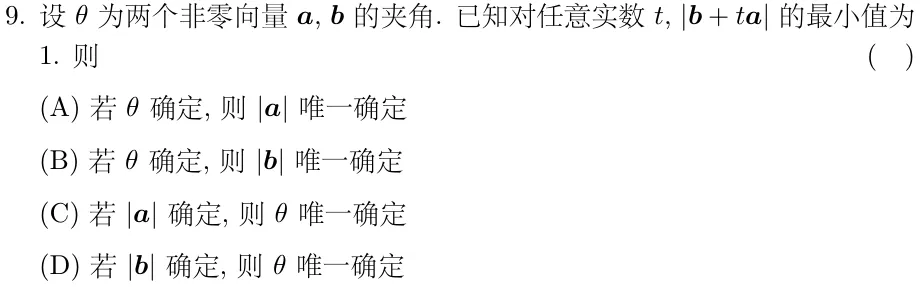 9. 设 θ 为两个非零向量 a, b 的夹角. 已知对任意实数 t, |b + ta| 的最小值为
1. 则 ( )
(A) 若 θ 确定, 则 |a| 唯一确定
(B) 若 θ 确定, 则 |b| 唯一确定
(C) 若 |a| 确定, 则 θ 唯一确定
(D) 若 |b| 确定, 则 θ 唯一确定